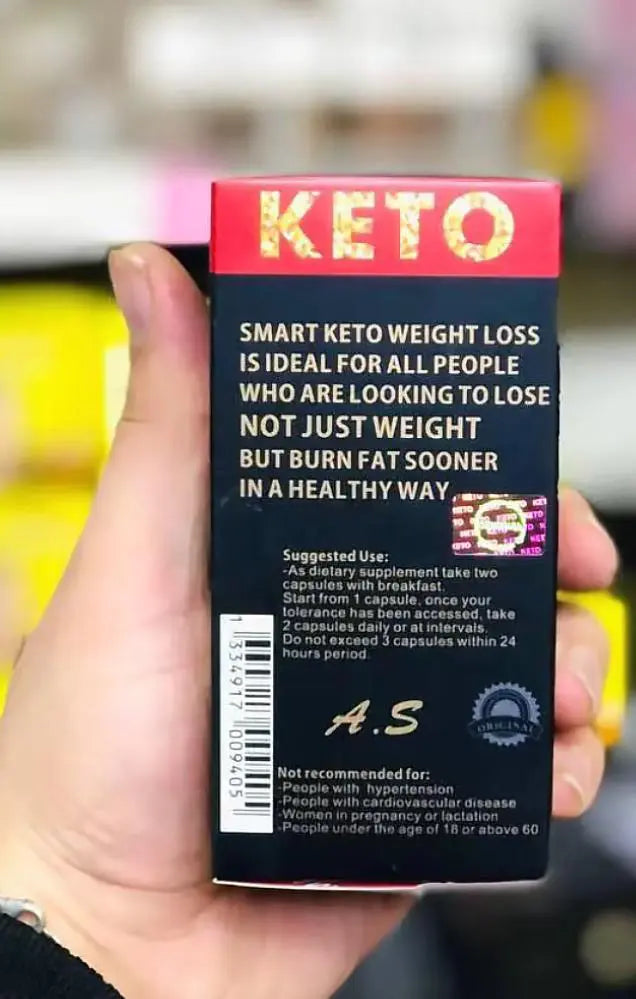 KETO
SMART KETO WEIGHT LOSS
IS IDEAL FOR ALL PEOPLE
WHO ARE LOOKING TO LOSE
NOT JUST WEIGHT
BUT BURN FAT SOONER
IN A HEALTHY WAY
Suggested Use:
-As dietary supplement take two
capsules with breakfast.
Start from 1 capsule, once your
tolerance has been accessed, take
2 capsules daily or at intervals.
Do not exceed 3 capsules within 24
hours period.
1 334917 009405
A.S
ORIGINAL
Not recommended for:
-People with hypertension
-People with cardiovascular disease
-Women in pregnancy or lactation
-People under the age of 18 or above 60